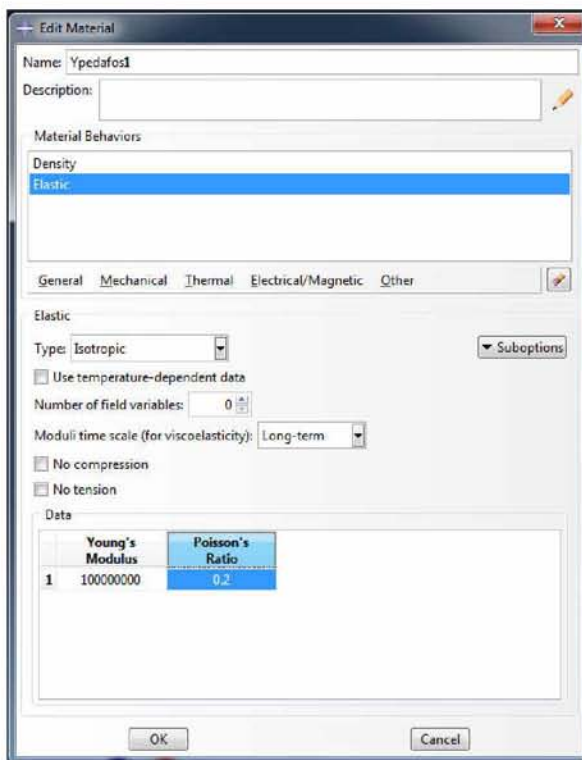 Edit Material
Name: Ypedafos1
Description:
Material Behaviors
Density
Elastic
General Mechanical Thermal Electrical/Magnetic Other
Elastic
Type: Isotropic Suboptions
Use temperature-dependent data
Number of field variables: 0
Moduli time scale (for viscoelasticity): Long-term
No compression
No tension
Data
Young's Modulus Poisson's Ratio
1 100000000 0.2
OK Cancel